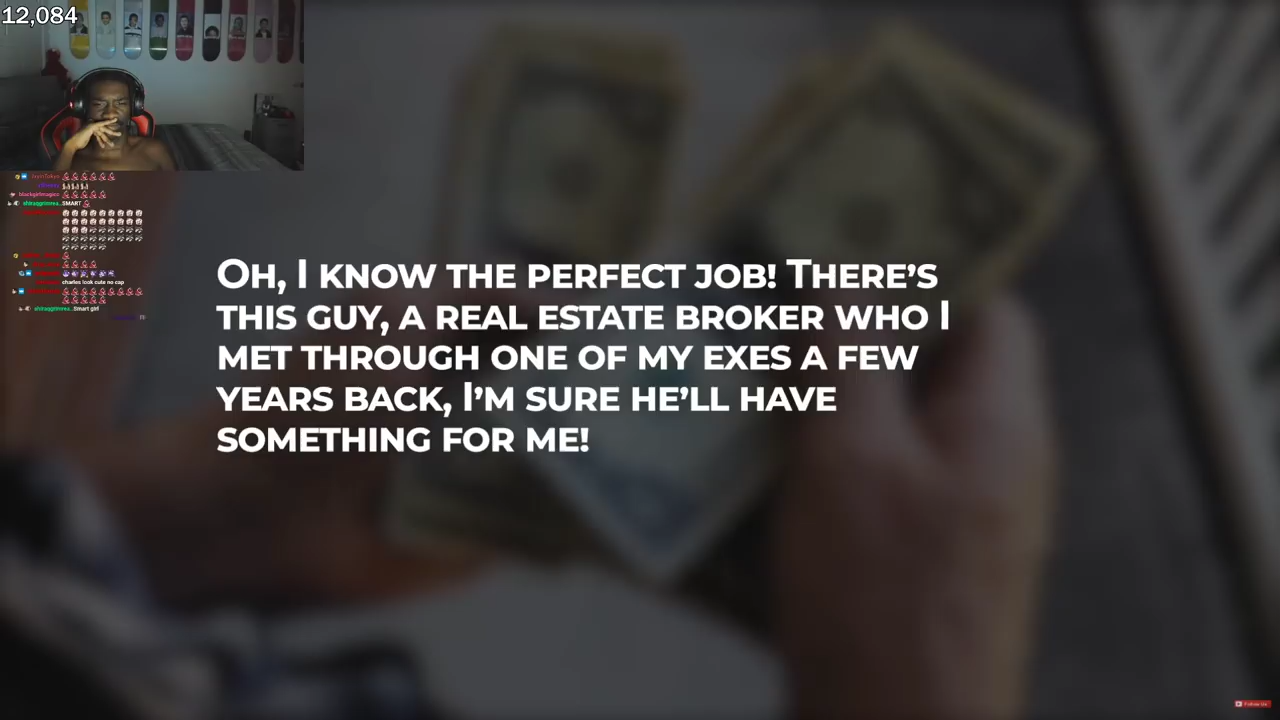 12,084
SMART
charles look cute no cap
Smart girl
OH, I KNOW THE PERFECT JOB! THERE’S
THIS GUY, A REAL ESTATE BROKER WHO I
MET THROUGH ONE OF MY EXES A FEW
YEARS BACK, I’M SURE HE’LL HAVE
SOMETHING FOR ME!
Follow Me